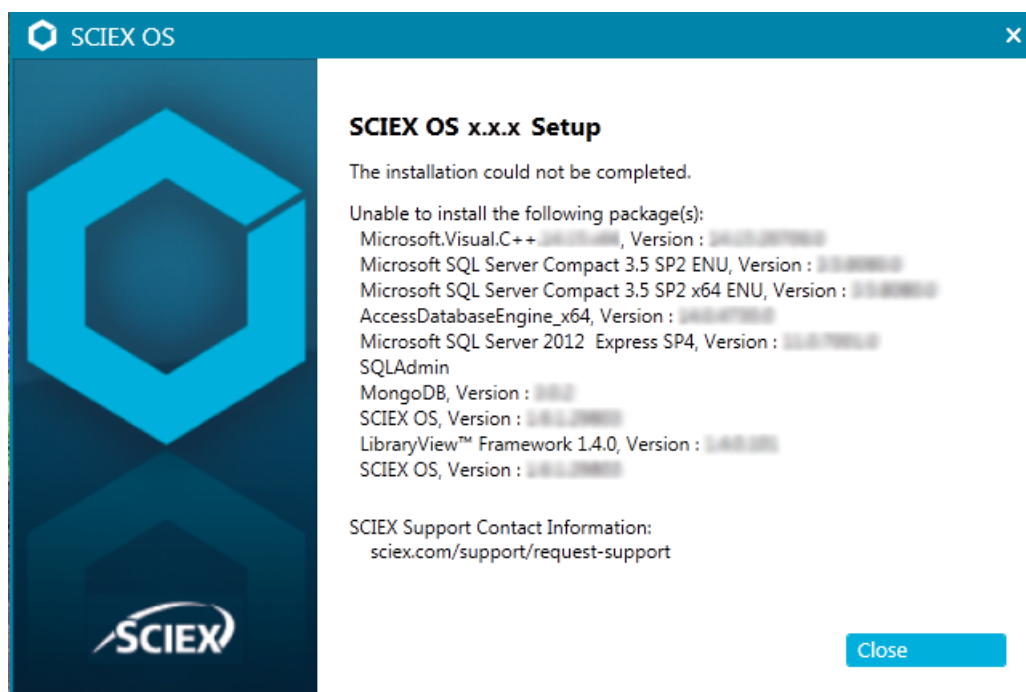 SCIEX OS
SCIEX OS x.x.x Setup
The installation could not be completed.
Unable to install the following package(s):
Microsoft.Visual.C++, Version :
Microsoft SQL Server Compact 3.5 SP2 ENU, Version :
Microsoft SQL Server Compact 3.5 SP2 x64 ENU, Version :
AccessDatabaseEngine_x64, Version :
Microsoft SQL Server 2012 Express SP4, Version :
SQLAdmin
MongoDB, Version :
SCIEX OS, Version :
LibraryView™ Framework 1.4.0, Version :
SCIEX OS, Version :
SCIEX Support Contact Information:
sciex.com/support/request-support
SCIEX
Close